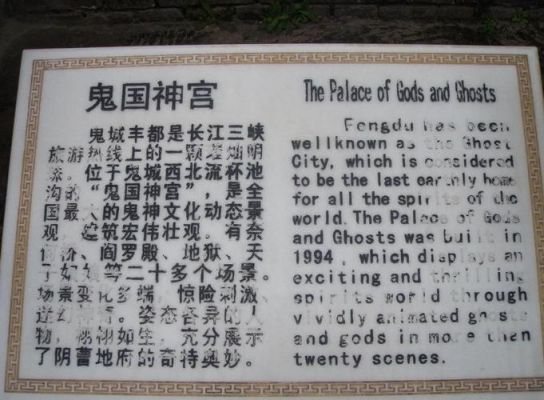 鬼国神宫
鬼城丰都是长江三峡
旅游热线上的一颗灿明
珠。位于鬼城西北流杯池
沟的“鬼国神宫”，是全
国最大的鬼神文化动态景
观，建筑宏伟壮观。有奈
何桥、阎罗殿、地狱、天
子娘娘等二十多个场景。
场景变化多端，惊险刺激、
迷幻神奇。姿态各异的人
物，栩栩如生，充分展示
了阴曹地府的奇特奥妙。
The Palace of Gods and Ghosts
Fengdu has been
wellknown as the Ghost
City, which is considered
to be the last earthly home
for all the spirits of the
world. The Palace of Gods
and Ghosts was built in
1994, which displays an
exciting and thrilling
spirits world through
vividly animated ghosts
and gods in more then
twenty scenes.